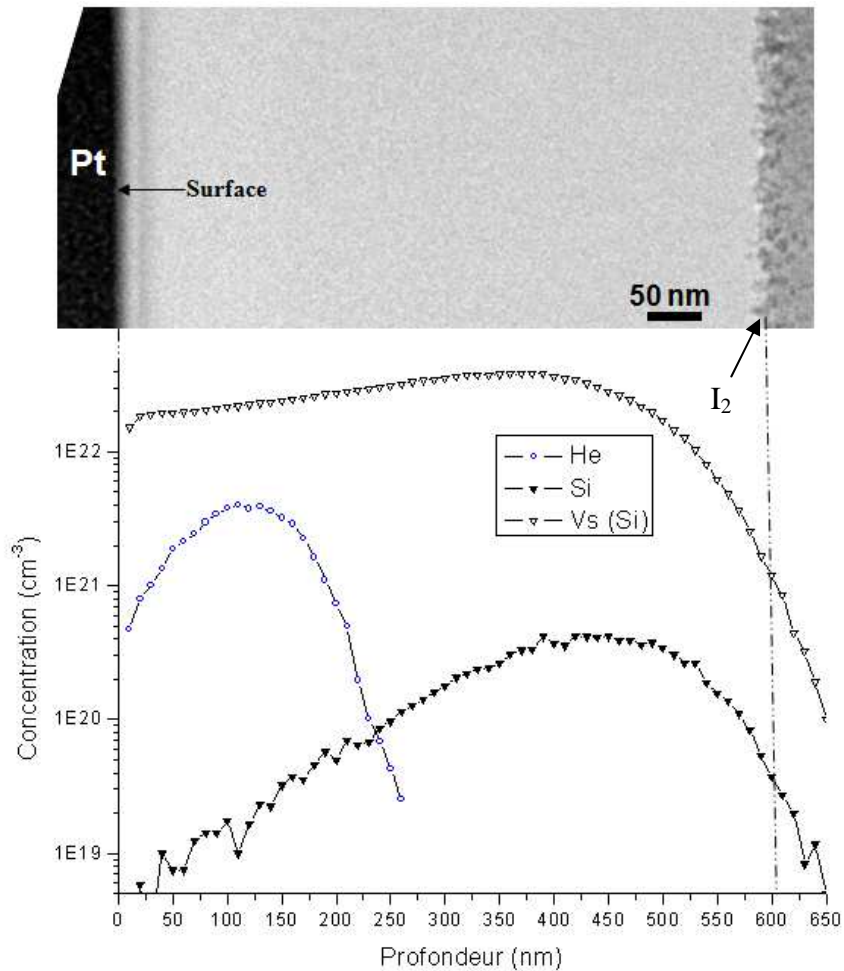 Pt
Surface
50 nm
I₂
He
Si
Vs (Si)
1E22
1E21
1E20
1E19
Concentration (cm⁻³)
0 50 100 150 200 250 300 350 400 450 500 550 600 650
Profondeur (nm)